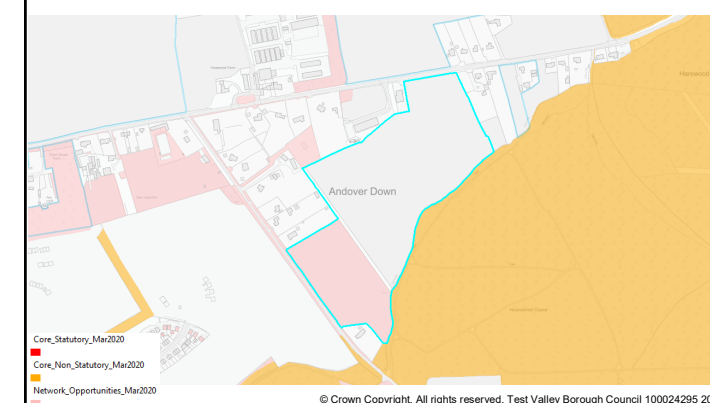 Harewood
Andover Down
Core_Statutory_Mar2020
Core_Non_Statutory_Mar2020
Network_Opportunities_Mar2020
© Crown Copyright. All rights reserved. Test Valley Borough Council 100024295 20